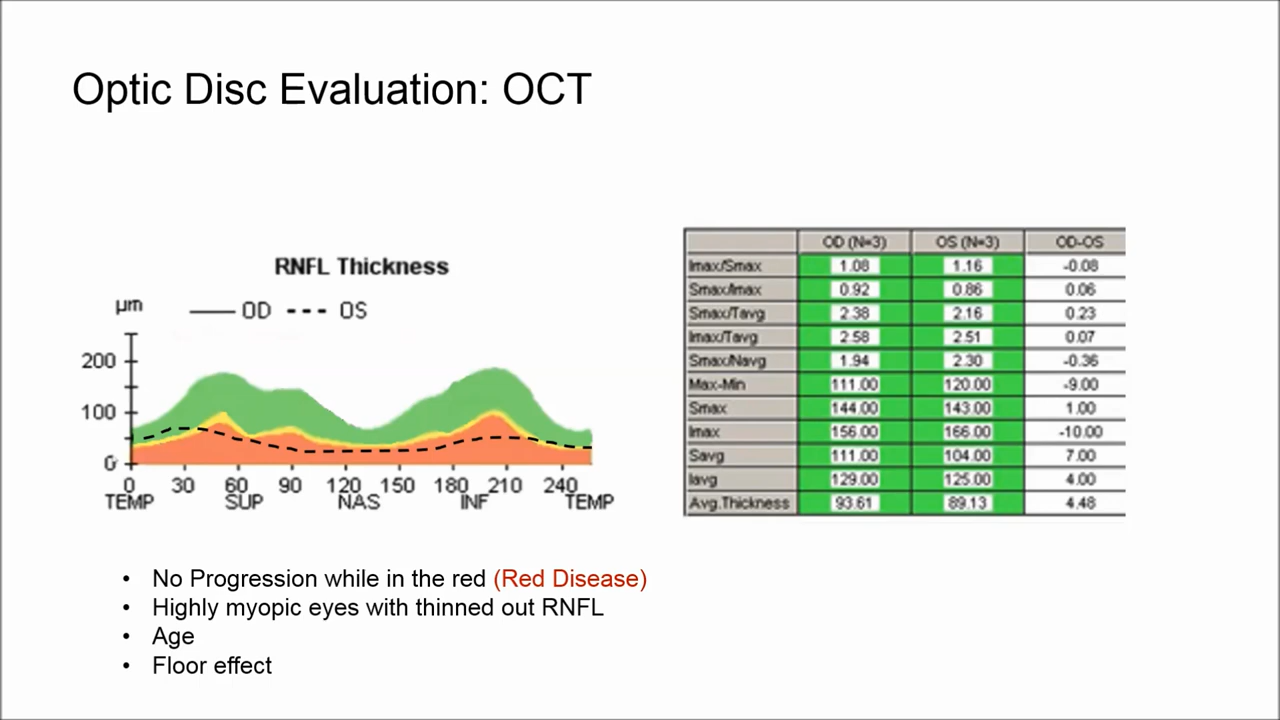 Optic Disc Evaluation: OCT
RNFL Thickness
µm
OD OS
200
100
0
0 30 60 90 120 150 180 210 240
TEMP SUP NAS INF TEMP
OD (N=3) OS (N=3) OD-OS
Imax/Smax 1.08 1.16 -0.08
Smax/Imax 0.92 0.86 0.06
Smax/Tavg 2.38 2.16 0.23
Imax/Tavg 2.58 2.51 0.07
Smax/Navg 1.94 2.30 -0.36
Max-Min 111.00 120.00 -9.00
Smax 144.00 143.00 1.00
Imax 156.00 166.00 -10.00
Savg 111.00 104.00 7.00
Iavg 129.00 125.00 4.00
Avg.Thickness 93.61 89.13 4.48
• No Progression while in the red (Red Disease)
• Highly myopic eyes with thinned out RNFL
• Age
• Floor effect